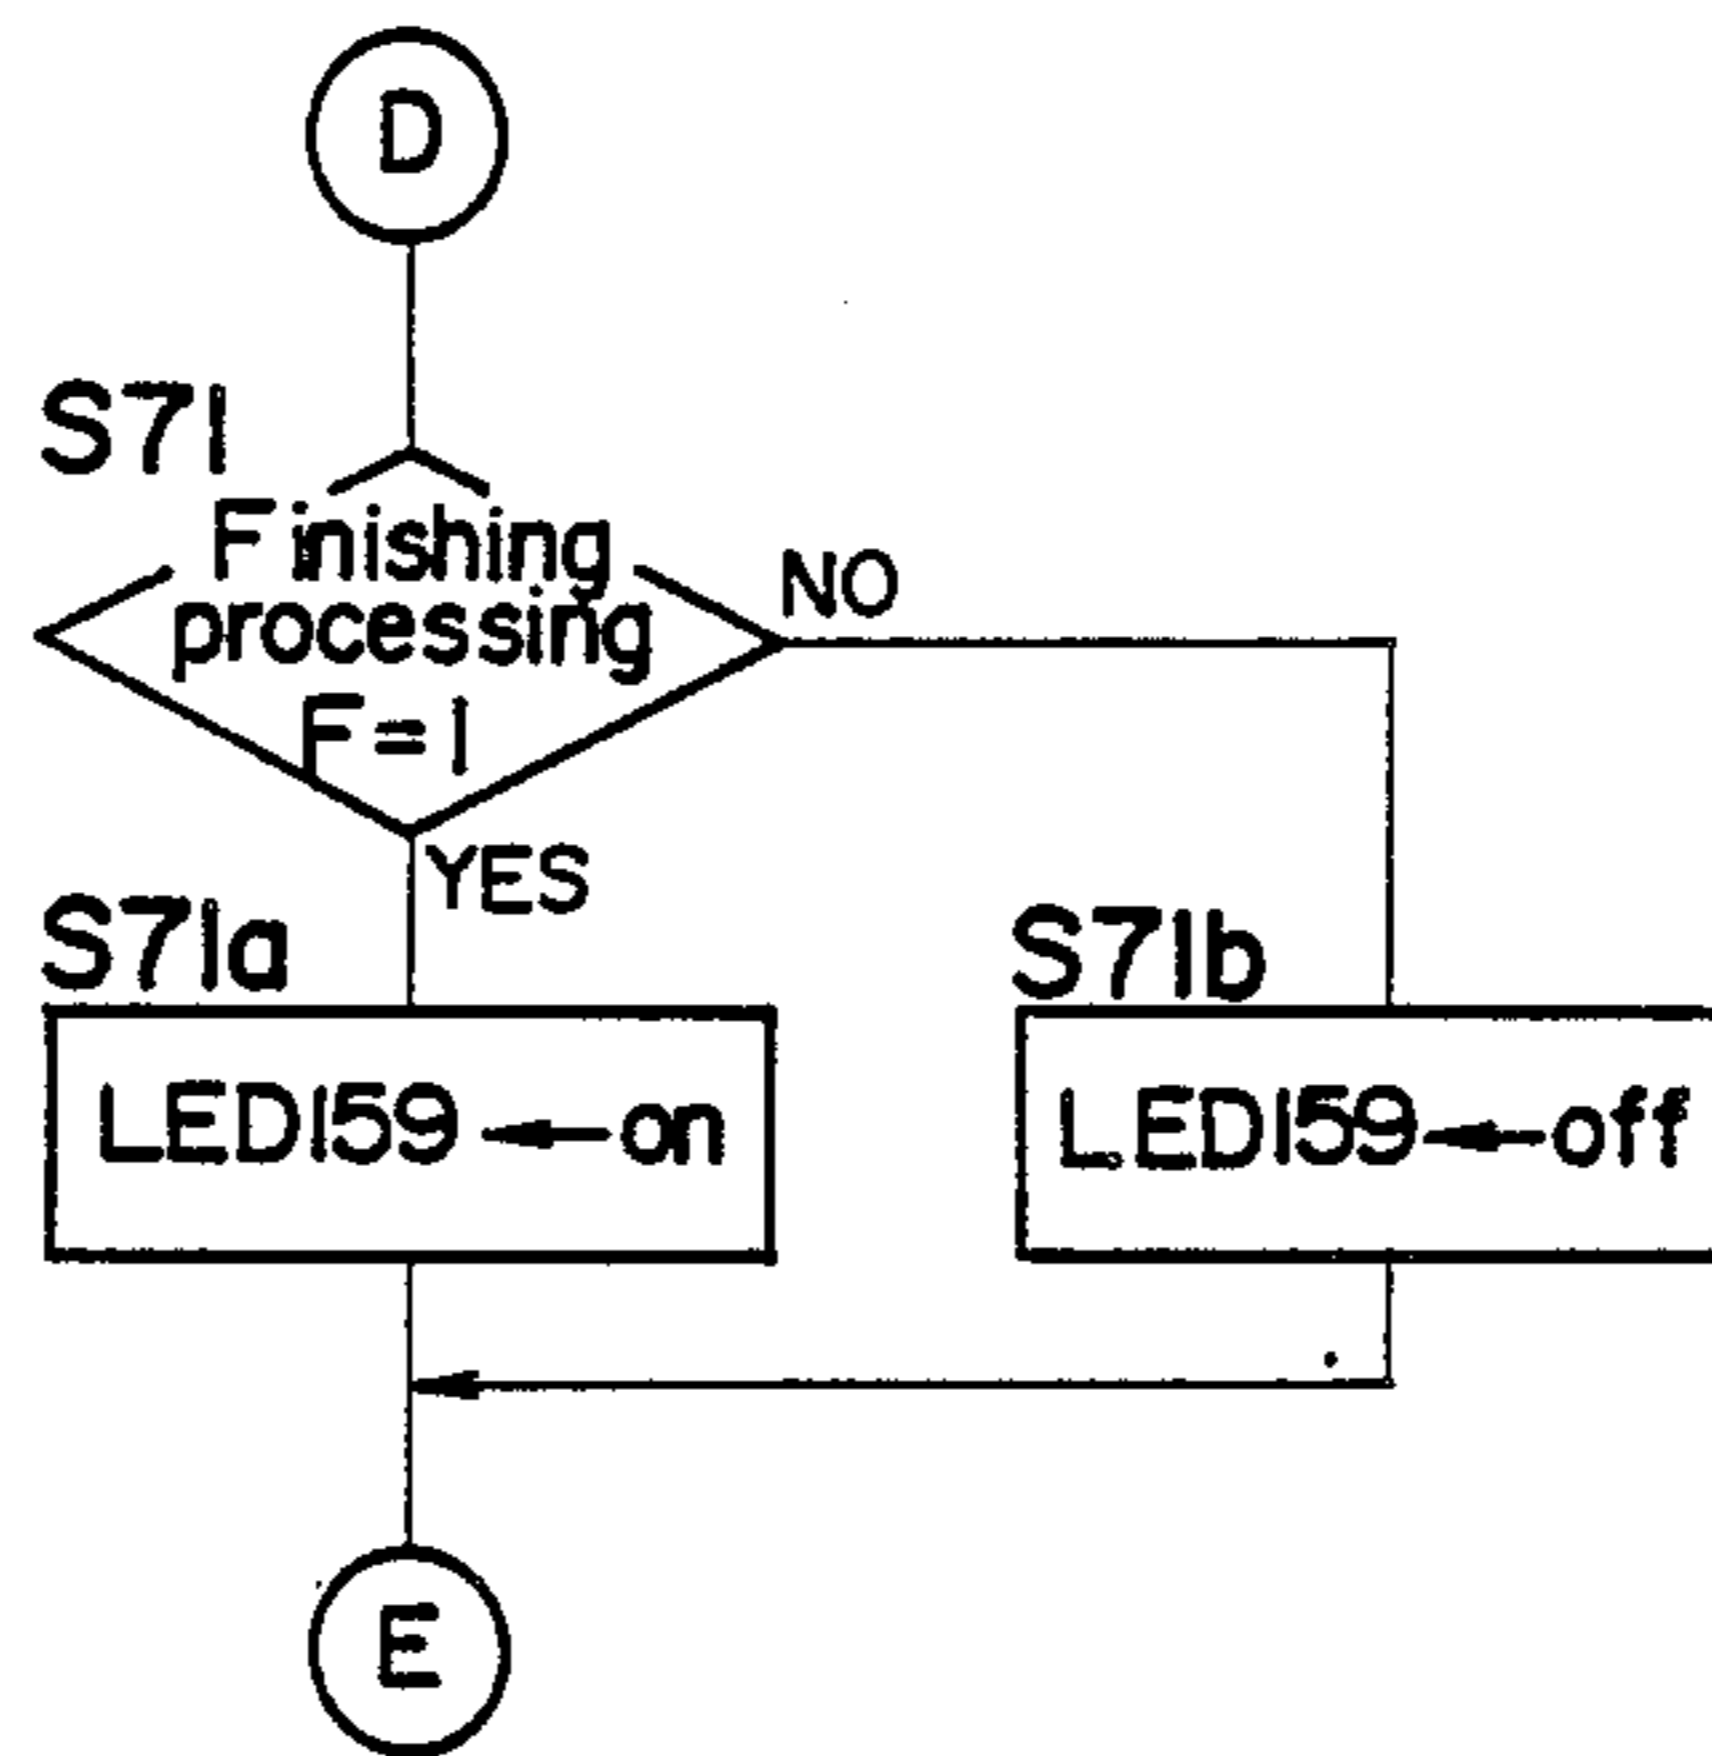 D
S71
Finishing
processing
F=1
NO
YES
S71a
LED159←on
S71b
LED159←off
E